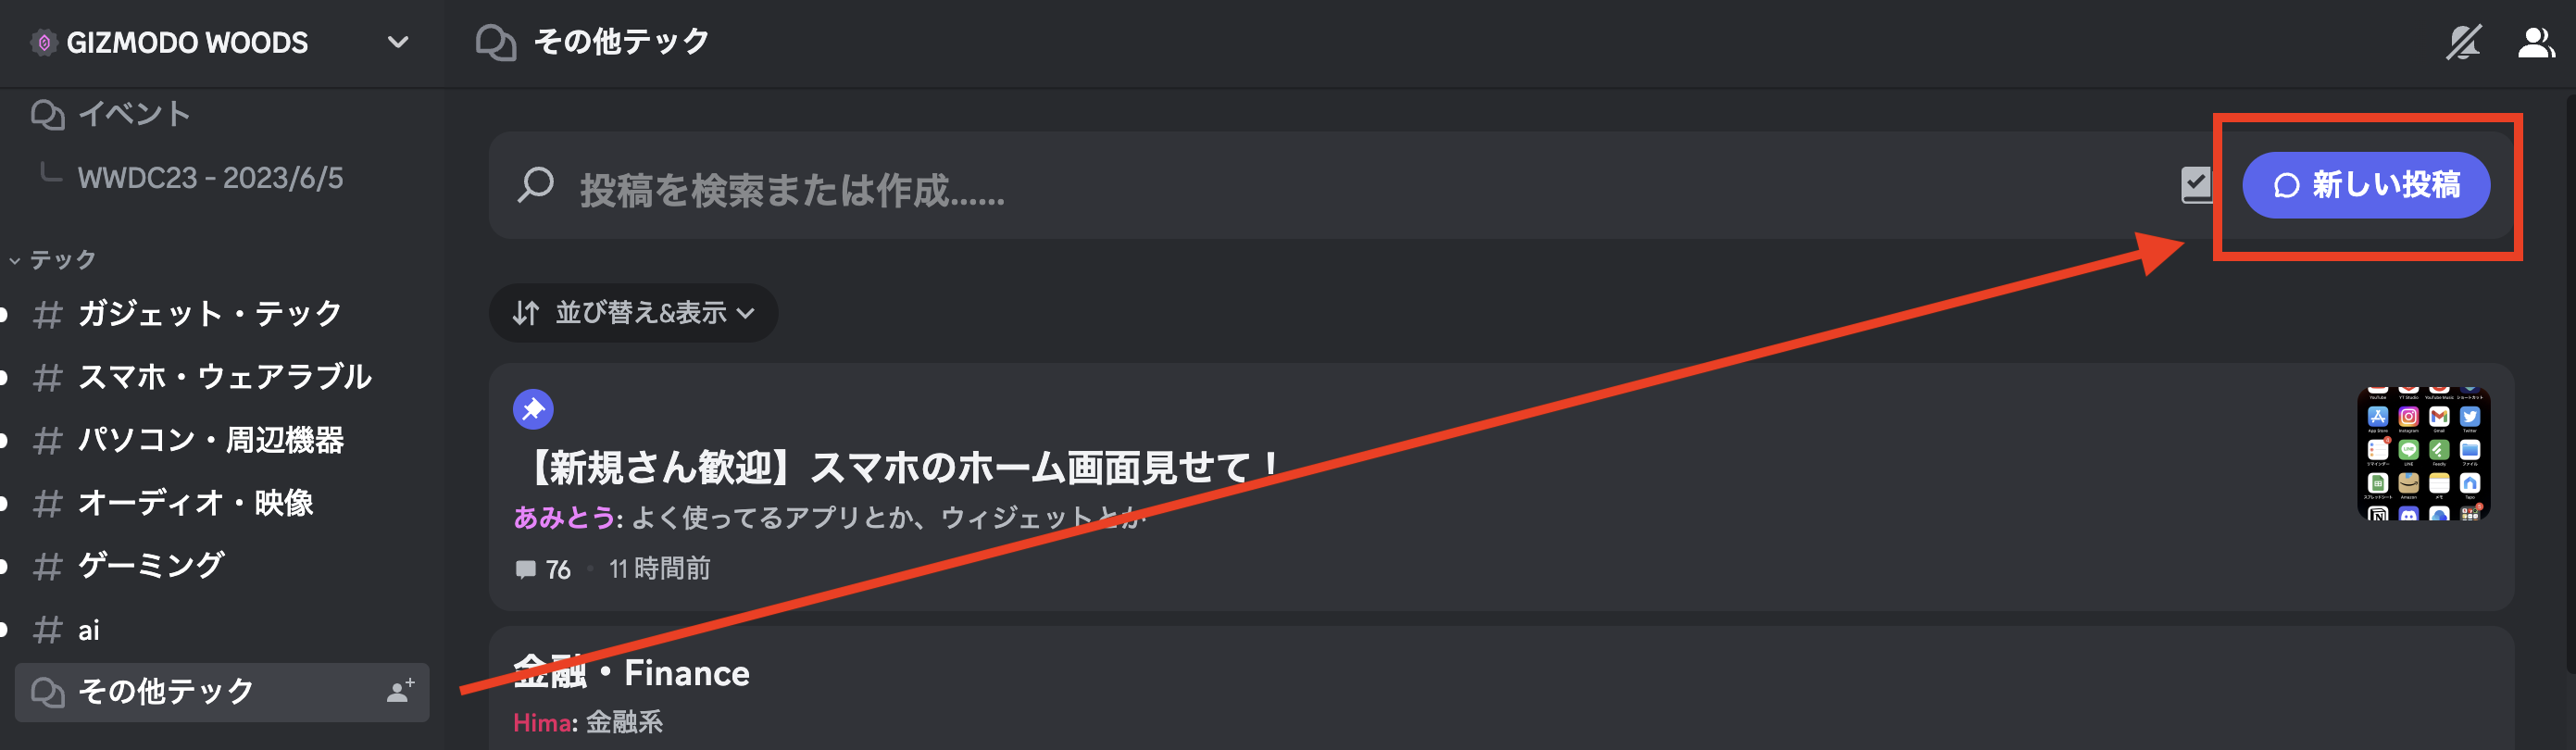 GIZMODO WOODS
イベント
WWDC23 - 2023/6/5
テック
ガジェット・テック
スマホ・ウェアラブル
パソコン・周辺機器
オーディオ・映像
ゲーミング
ai
その他テック
その他テック
投稿を検索または作成......
新しい投稿
並び替え&表示
【新規さん歓迎】スマホのホーム画面見せて！
あみとう: よく使ってるアプリとか、ウィジェットとか
76 • 11 時間前
金融・Finance
Hima: 金融系